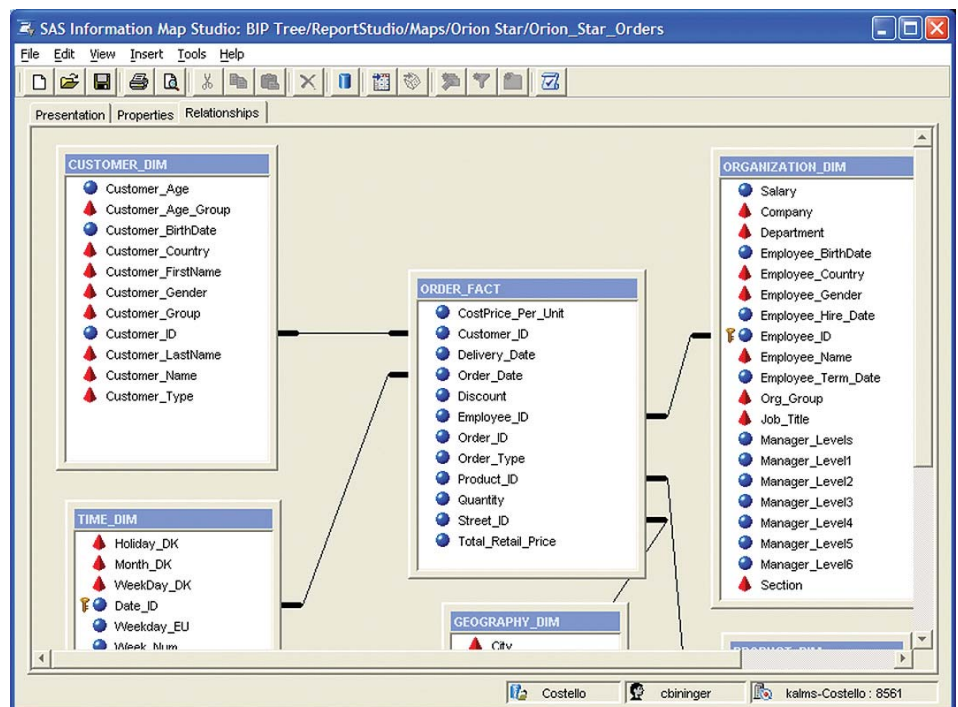 SAS Information Map Studio: BIP Tree/ReportStudio/Maps/Orion Star/Orion_Star_Orders
File Edit View Insert Tools Help
Presentation Properties Relationships
CUSTOMER_DIM
Customer_Age
Customer_Age_Group
Customer_BirthDate
Customer_Country
Customer_FirstName
Customer_Gender
Customer_Group
Customer_ID
Customer_LastName
Customer_Name
Customer_Type
ORDER_FACT
CostPrice_Per_Unit
Customer_ID
Delivery_Date
Order_Date
Discount
Employee_ID
Order_ID
Order_Type
Product_ID
Quantity
Street_ID
Total_Retail_Price
ORGANIZATION_DIM
Salary
Company
Department
Employee_BirthDate
Employee_Country
Employee_Gender
Employee_Hire_Date
Employee_ID
Employee_Name
Employee_Term_Date
Org_Group
Job_Title
Manager_Levels
Manager_Level1
Manager_Level2
Manager_Level3
Manager_Level4
Manager_Level5
Manager_Level6
Section
TIME_DIM
Holiday_DK
Month_DK
WeekDay_DK
Date_ID
Weekday_EU
Week_Num
GEOGRAPHY_DIM
City
PRODUCT_DIM
Costello cbininger kalms-Costello : 8561